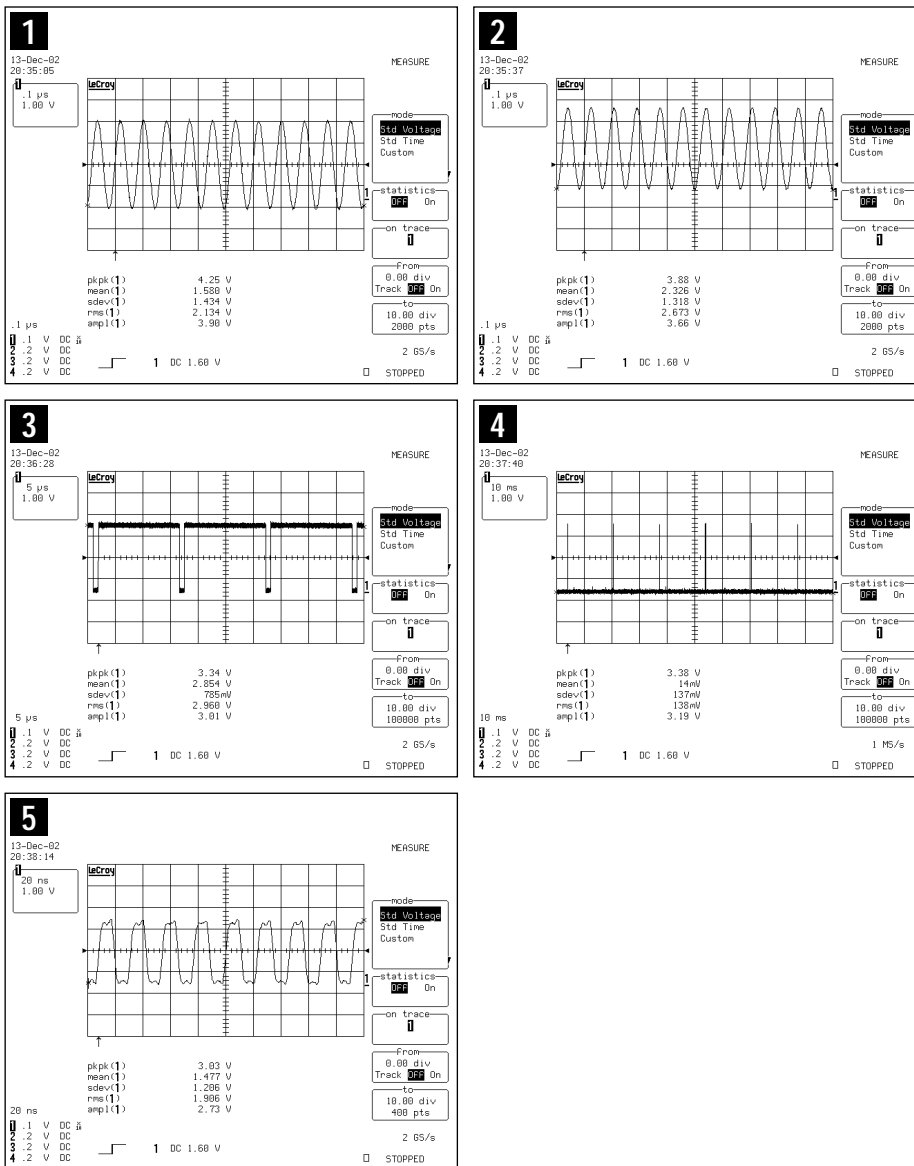 1
13-Dec-02
20:35:05
MEASURE
1
.1 µs
1.00 V
LeCroy
mode
Std Voltage
Std Time
Custom
1
statistics
OFF On
on trace
1
from
0.00 div
Track OFF On
to
10.00 div
2000 pts
pkpk(1) 4.25 V
mean(1) 1.580 V
sdev(1) 1.434 V
rms(1) 2.134 V
ampl(1) 3.90 V
.1 µs
1 .1 V DC X10
2 .2 V DC
3 .2 V DC
4 .2 V DC
1 DC 1.60 V
2 GS/s
STOPPED
2
13-Dec-02
20:35:37
MEASURE
1
.1 µs
1.00 V
LeCroy
mode
Std Voltage
Std Time
Custom
1
statistics
OFF On
on trace
1
from
0.00 div
Track OFF On
to
10.00 div
2000 pts
pkpk(1) 3.88 V
mean(1) 2.326 V
sdev(1) 1.318 V
rms(1) 2.673 V
ampl(1) 3.66 V
.1 µs
1 .1 V DC X10
2 .2 V DC
3 .2 V DC
4 .2 V DC
1 DC 1.60 V
2 GS/s
STOPPED
3
13-Dec-02
20:36:28
MEASURE
1
5 µs
1.00 V
LeCroy
mode
Std Voltage
Std Time
Custom
1
statistics
OFF On
on trace
1
from
0.00 div
Track OFF On
to
10.00 div
100000 pts
pkpk(1) 3.34 V
mean(1) 2.854 V
sdev(1) 785mV
rms(1) 2.960 V
ampl(1) 3.01 V
5 µs
1 .1 V DC X10
2 .2 V DC
3 .2 V DC
4 .2 V DC
1 DC 1.60 V
2 GS/s
STOPPED
4
13-Dec-02
20:37:40
MEASURE
1
10 ms
1.00 V
LeCroy
mode
Std Voltage
Std Time
Custom
1
statistics
OFF On
on trace
1
from
0.00 div
Track OFF On
to
10.00 div
100000 pts
pkpk(1) 3.38 V
mean(1) 14mV
sdev(1) 137mV
rms(1) 138mV
ampl(1) 3.19 V
10 ms
1 .1 V DC X10
2 .2 V DC
3 .2 V DC
4 .2 V DC
1 DC 1.60 V
1 MS/s
STOPPED
5
13-Dec-02
20:38:14
MEASURE
1
20 ns
1.00 V
LeCroy
mode
Std Voltage
Std Time
Custom
1
statistics
OFF On
on trace
1
from
0.00 div
Track OFF On
to
10.00 div
400 pts
pkpk(1) 3.03 V
mean(1) 1.477 V
sdev(1) 1.206 V
rms(1) 1.906 V
ampl(1) 2.73 V
20 ns
1 .1 V DC X10
2 .2 V DC
3 .2 V DC
4 .2 V DC
1 DC 1.60 V
2 GS/s
STOPPED